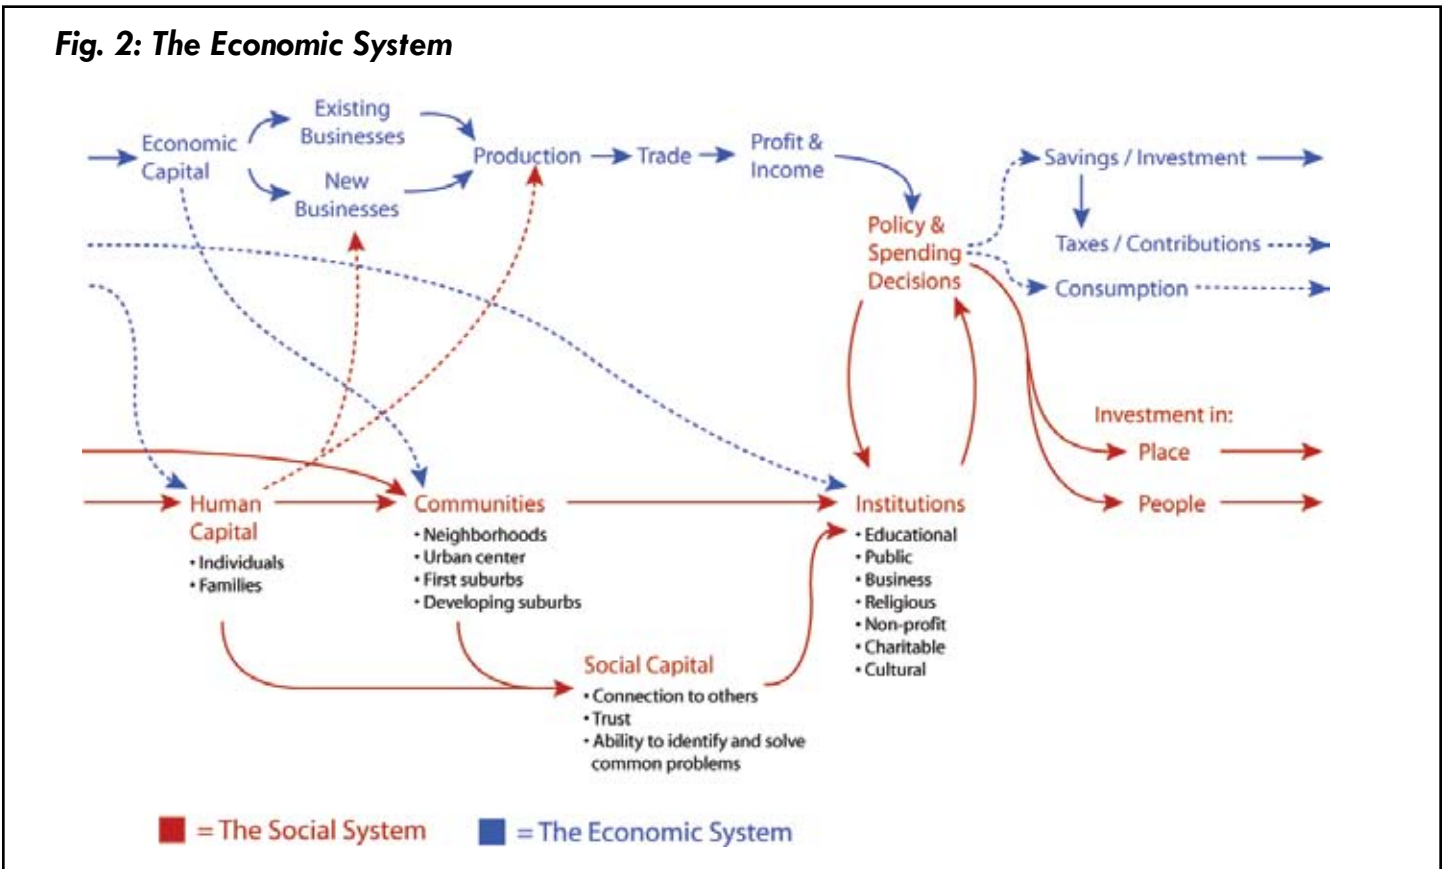 Fig. 2: The Economic System
Economic
Capital
Existing
Businesses
New
Businesses
Production
Trade
Profit &
Income
Policy &
Spending
Decisions
Savings / Investment
Taxes / Contributions
Consumption
Investment in:
Place
People
Human
Capital
• Individuals
• Families
Communities
• Neighborhoods
• Urban center
• First suburbs
• Developing suburbs
Social Capital
• Connection to others
• Trust
• Ability to identify and solve
common problems
Institutions
• Educational
• Public
• Business
• Religious
• Non-profit
• Charitable
• Cultural
= The Social System
= The Economic System